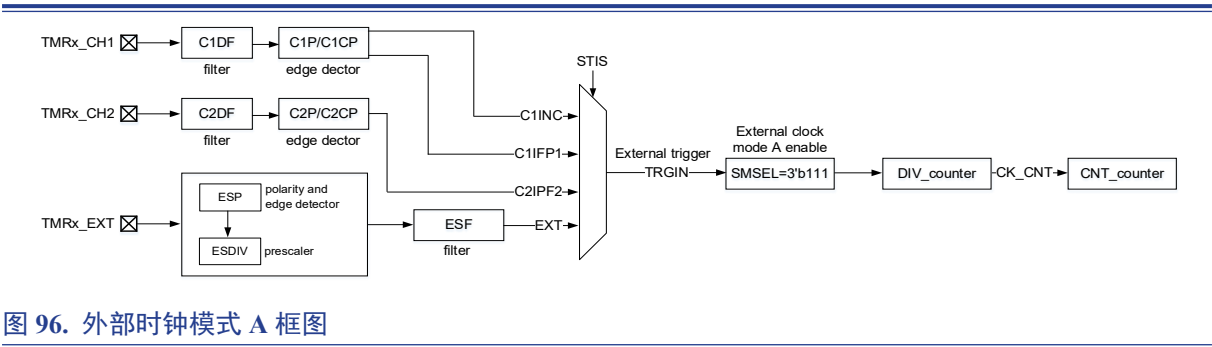 TMRx_CH1
C1DF
filter
C1P/C1CP
edge dector
STIS
TMRx_CH2
C2DF
filter
C2P/C2CP
edge dector
C1INC
C1IFP1
C2IPF2
EXT
External trigger
TRGIN
External clock
mode A enable
SMSEL=3'b111
DIV_counter
CK_CNT
CNT_counter
TMRx_EXT
ESP
polarity and
edge detector
ESDIV
prescaler
ESF
filter
图 96. 外部时钟模式 A 框图